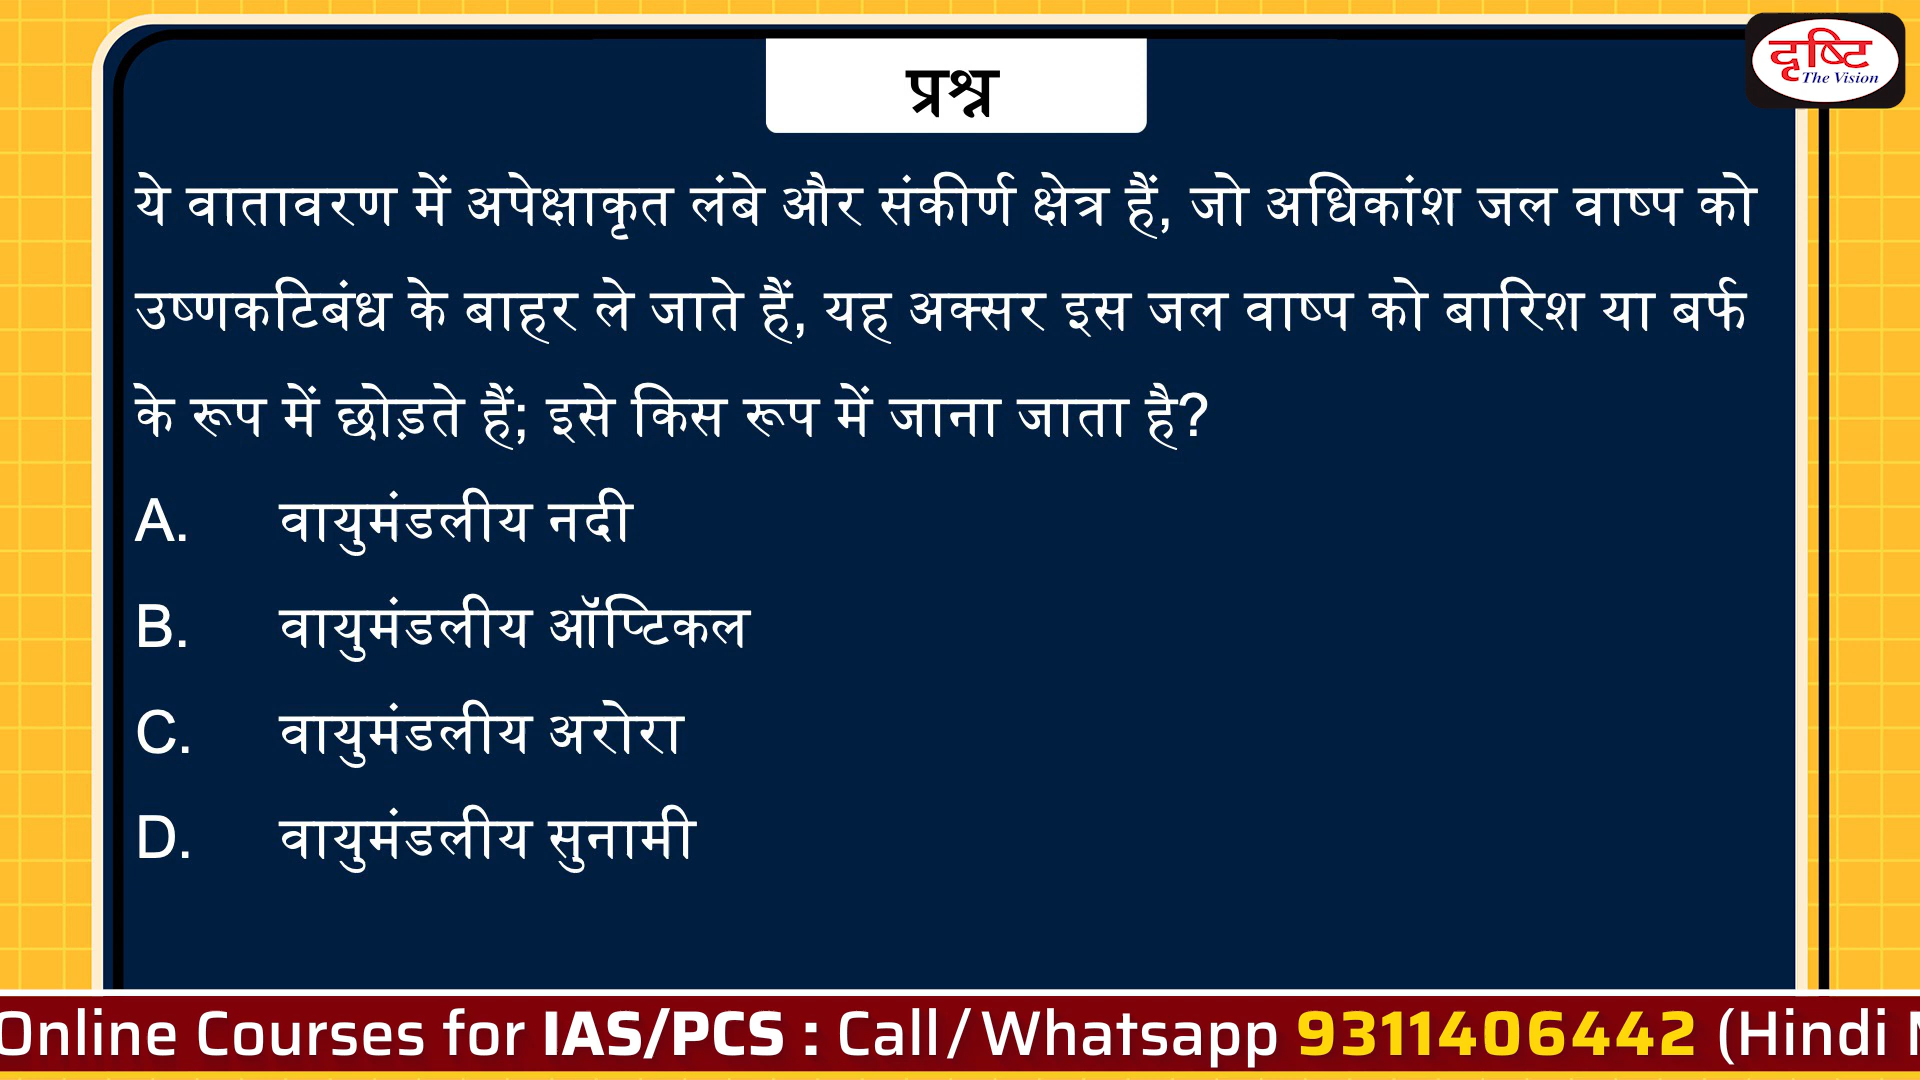 प्रश्न
दृष्टि
The Vision
ये वातावरण में अपेक्षाकृत लंबे और संकीर्ण क्षेत्र हैं, जो अधिकांश जल वाष्प को
उष्णकटिबंध के बाहर ले जाते हैं, यह अक्सर इस जल वाष्प को बारिश या बर्फ
के रूप में छोड़ते हैं; इसे किस रूप में जाना जाता है?
A. वायुमंडलीय नदी
B. वायुमंडलीय ऑप्टिकल
C. वायुमंडलीय अरोरा
D. वायुमंडलीय सुनामी
Online Courses for IAS/PCS : Call/Whatsapp 9311406442 (Hindi